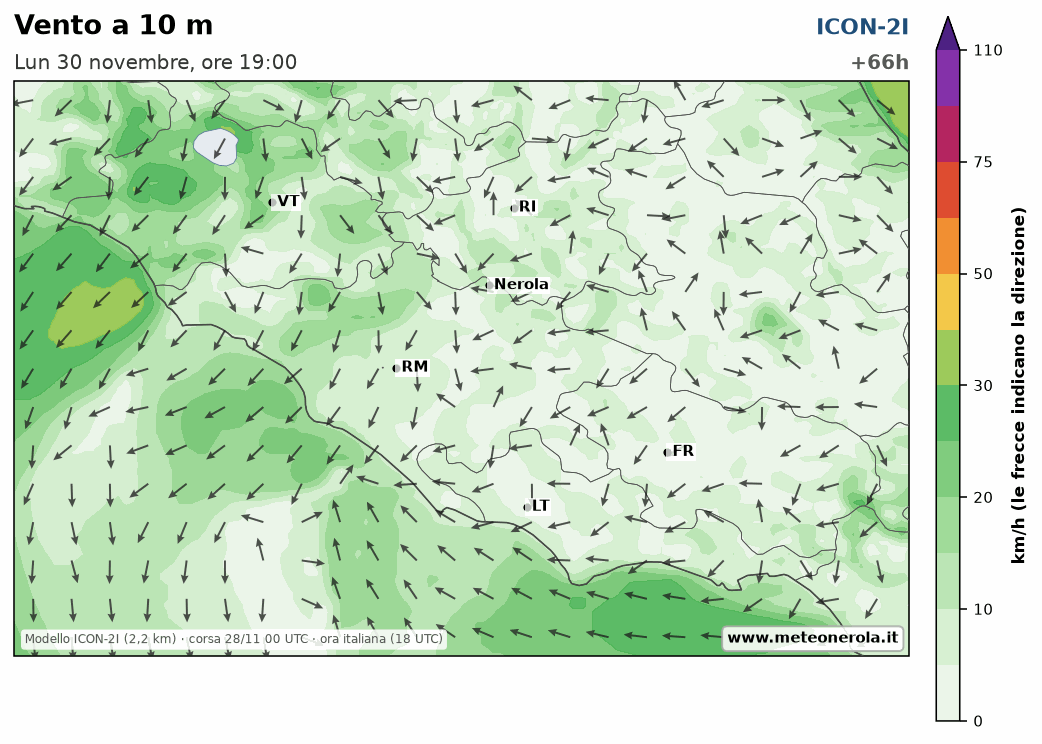 Vento a 10 m
ICON-2I
Lun 30 novembre, ore 19:00
+66h
VT
RI
Nerola
RM
FR
LT
Modello ICON-2I (2,2 km) · corsa 28/11 00 UTC · ora italiana (18 UTC)
www.meteonerola.it
110
75
50
30
20
10
0
km/h (le frecce indicano la direzione)